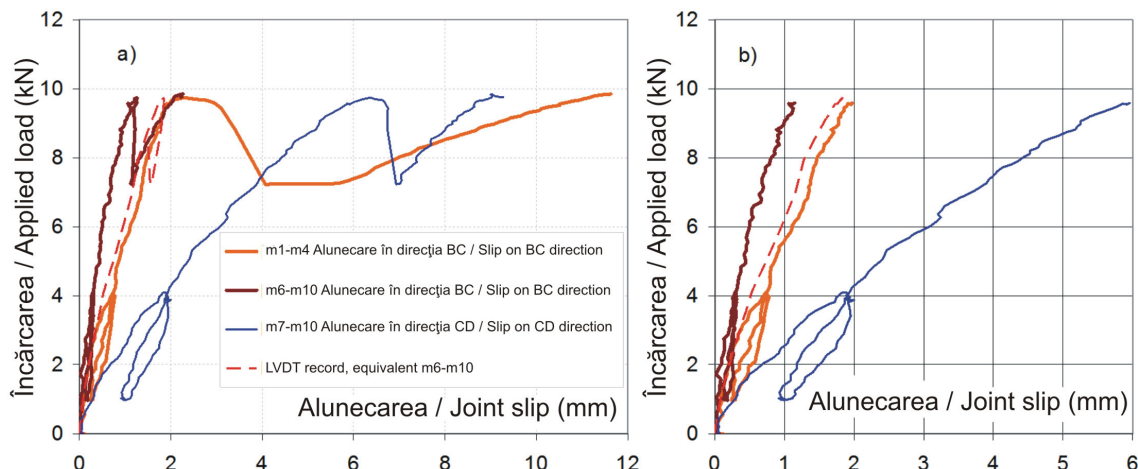 a)
Încărcarea / Applied load (kN)
12
10
8
6
4
2
0
m1-m4 Alunecare în direcţia BC / Slip on BC direction
m6-m10 Alunecare în direcţia BC / Slip on BC direction
m7-m10 Alunecare în direcţia CD / Slip on CD direction
LVDT record, equivalent m6-m10
Alunecarea / Joint slip (mm)
0 2 4 6 8 10 12
b)
Încărcarea / Applied load (kN)
12
10
8
6
4
2
0
Alunecarea / Joint slip (mm)
0 1 2 3 4 5 6